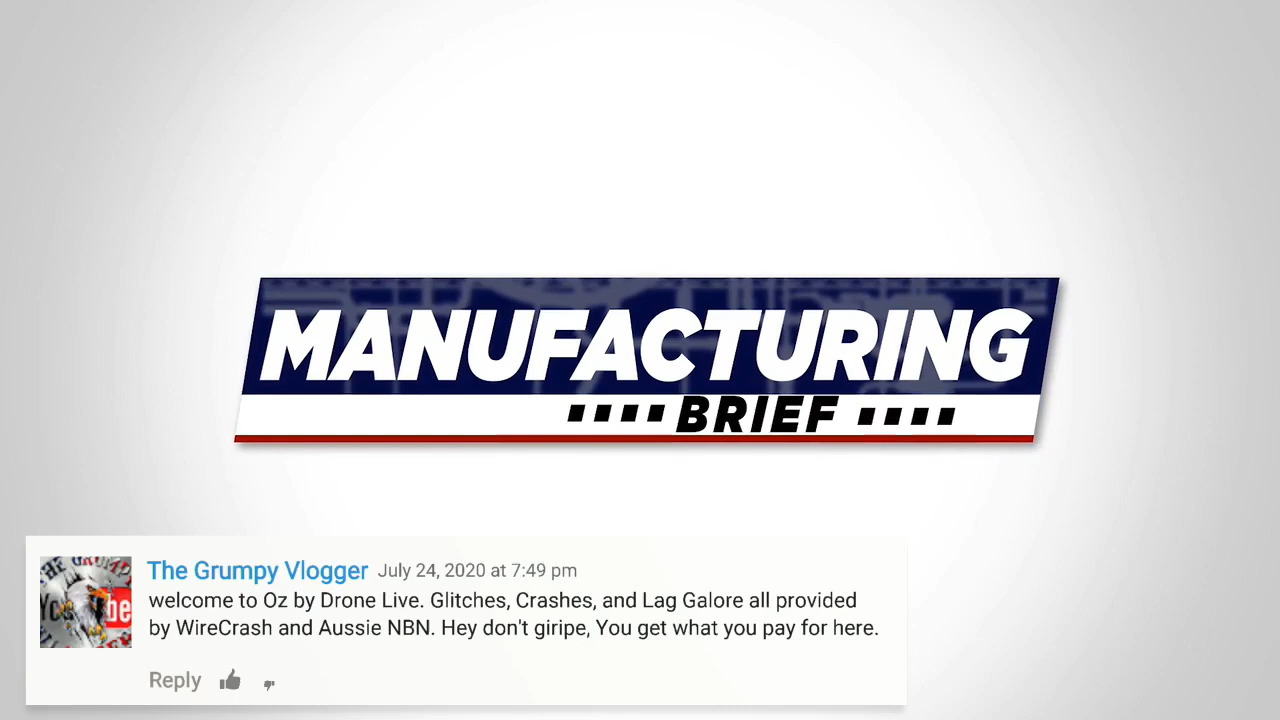 MANUFACTURING
BRIEF
The Grumpy Vlogger July 24, 2020 at 7:49 pm
welcome to Oz by Drone Live. Glitches, Crashes, and Lag Galore all provided
by WireCrash and Aussie NBN. Hey don't giripe, You get what you pay for here.
Reply